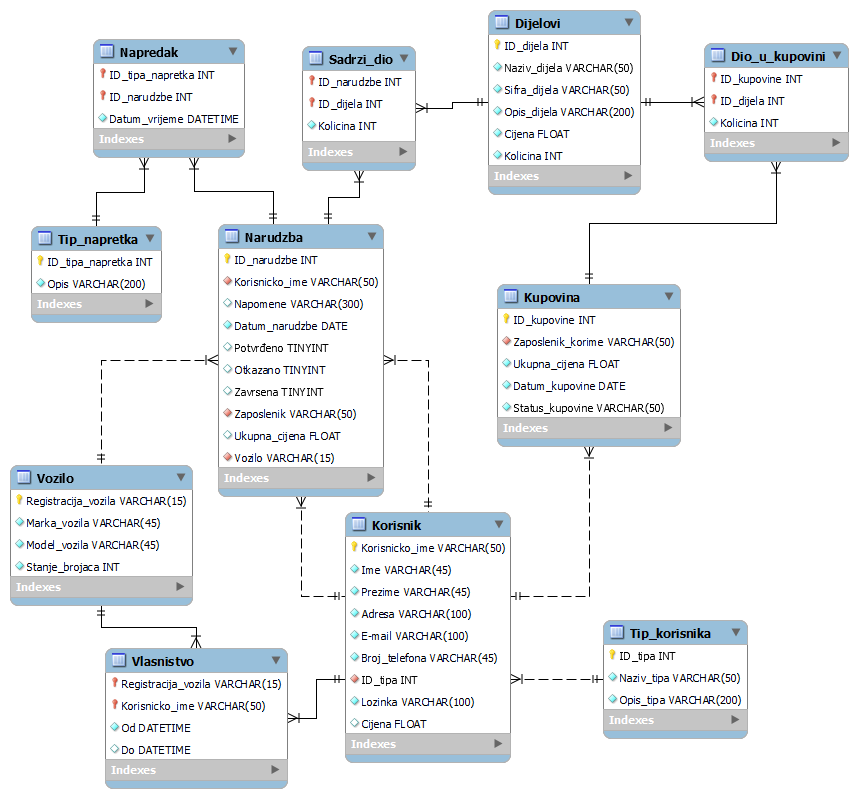 Napredak
ID_tipa_napretka INT
ID_narudzbe INT
Datum_vrijeme DATETIME
Indexes
Sadrzi_dio
ID_narudzbe INT
ID_dijela INT
Kolicina INT
Indexes
Dijelovi
ID_dijela INT
Naziv_dijela VARCHAR(50)
Sifra_dijela VARCHAR(50)
Opis_dijela VARCHAR(200)
Cijena FLOAT
Kolicina INT
Indexes
Dio_u_kupovini
ID_kupovine INT
ID_dijela INT
Kolicina INT
Indexes
Tip_napretka
ID_tipa_napretka INT
Opis VARCHAR(200)
Indexes
Narudzba
ID_narudzbe INT
Korisnicko_ime VARCHAR(50)
Napomene VARCHAR(300)
Datum_narudzbe DATE
Potvrđeno TINYINT
Otkazano TINYINT
Zavrsena TINYINT
Zaposlenik VARCHAR(50)
Ukupna_cijena FLOAT
Vozilo VARCHAR(15)
Indexes
Kupovina
ID_kupovine INT
Zaposlenik_korime VARCHAR(50)
Ukupna_cijena FLOAT
Datum_kupovine DATE
Status_kupovine VARCHAR(50)
Indexes
Vozilo
Registracija_vozila VARCHAR(15)
Marka_vozila VARCHAR(45)
Model_vozila VARCHAR(45)
Stanje_brojaca INT
Indexes
Korisnik
Korisnicko_ime VARCHAR(50)
Ime VARCHAR(45)
Prezime VARCHAR(45)
Adresa VARCHAR(100)
E-mail VARCHAR(100)
Broj_telefona VARCHAR(45)
ID_tipa INT
Lozinka VARCHAR(100)
Cijena FLOAT
Indexes
Tip_korisnika
ID_tipa INT
Naziv_tipa VARCHAR(50)
Opis_tipa VARCHAR(200)
Indexes
Vlasnistvo
Registracija_vozila VARCHAR(15)
Korisnicko_ime VARCHAR(50)
Od DATETIME
Do DATETIME
Indexes